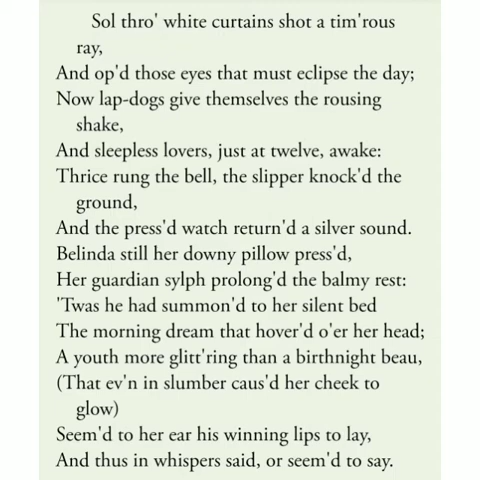 Sol thro' white curtains shot a tim'rous
ray,
And op'd those eyes that must eclipse the day;
Now lap-dogs give themselves the rousing
shake,
And sleepless lovers, just at twelve, awake:
Thrice rung the bell, the slipper knock'd the
ground,
And the press'd watch return'd a silver sound.
Belinda still her downy pillow press'd,
Her guardian sylph prolong'd the balmy rest:
'Twas he had summon'd to her silent bed
The morning dream that hover'd o'er her head;
A youth more glitt'ring than a birthnight beau,
(That ev'n in slumber caus'd her cheek to
glow)
Seem'd to her ear his winning lips to lay,
And thus in whispers said, or seem'd to say.